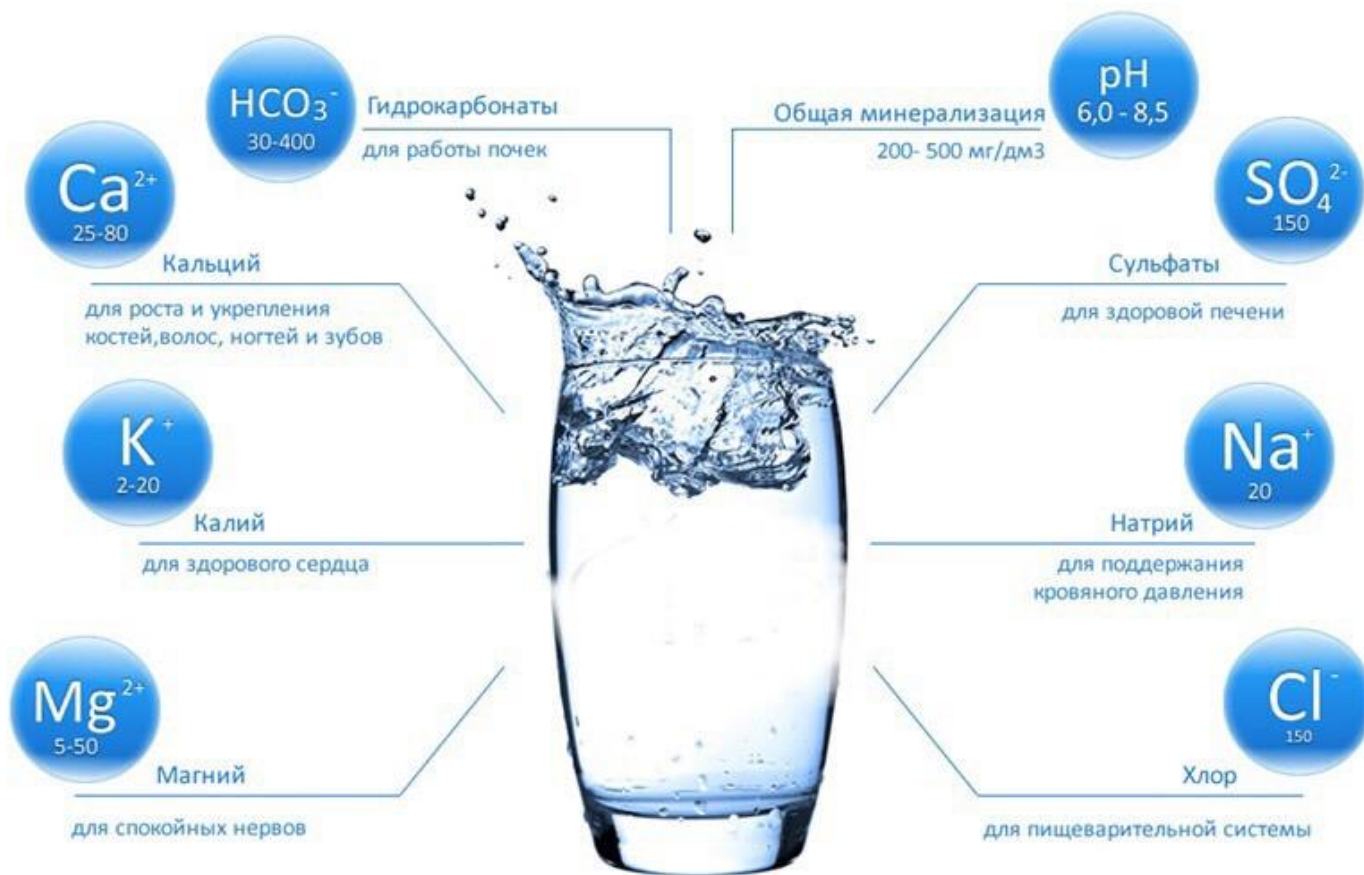 HCO₃⁻
30-400
Гидрокарбонаты
для работы почек
pH
6,0 - 8,5
Общая минерализация
200- 500 мг/дм3
Ca²⁺
25-80
Кальций
для роста и укрепления
костей,волос, ногтей и зубов
SO₄²⁻
150
Сульфаты
для здоровой печени
K⁺
2-20
Калий
для здорового сердца
Na⁺
20
Натрий
для поддержания
кровяного давления
Mg²⁺
5-50
Магний
для спокойных нервов
Cl⁻
150
Хлор
для пищеварительной системы